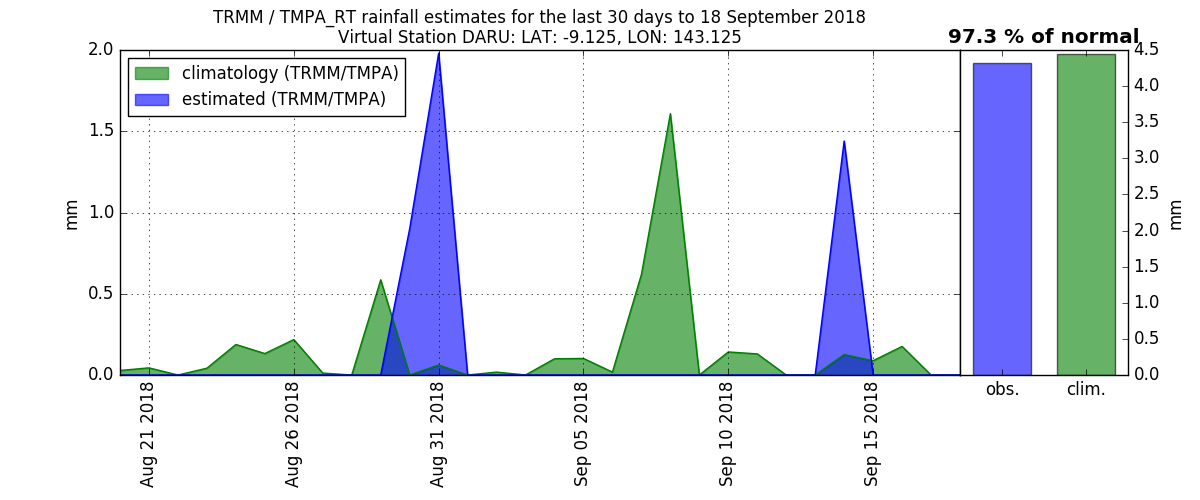 TRMM / TMPA_RT rainfall estimates for the last 30 days to 18 September 2018
Virtual Station DARU: LAT: -9.125, LON: 143.125
97.3 % of normal
climatology (TRMM/TMPA)
estimated (TRMM/TMPA)
2.0
1.5
1.0
0.5
0.0
mm
Aug 21 2018
Aug 26 2018
Aug 31 2018
Sep 05 2018
Sep 10 2018
Sep 15 2018
4.5
4.0
3.5
3.0
2.5
2.0
1.5
1.0
0.5
0.0
mm
obs.
clim.